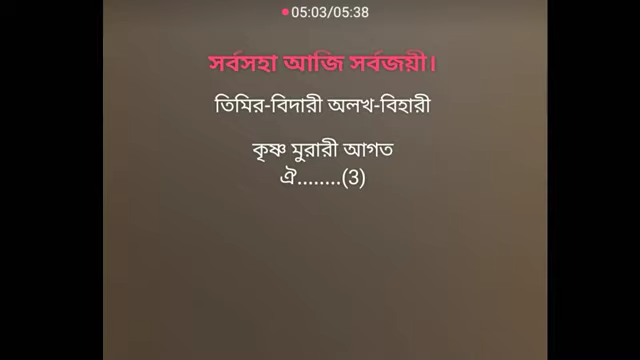 05:03/05:38
সর্বসহা আজি সর্বজয়ী।
তিমির-বিদারী অলখ-বিহারী
কৃষ্ণ মুরারী আগত
ঐ........(3)